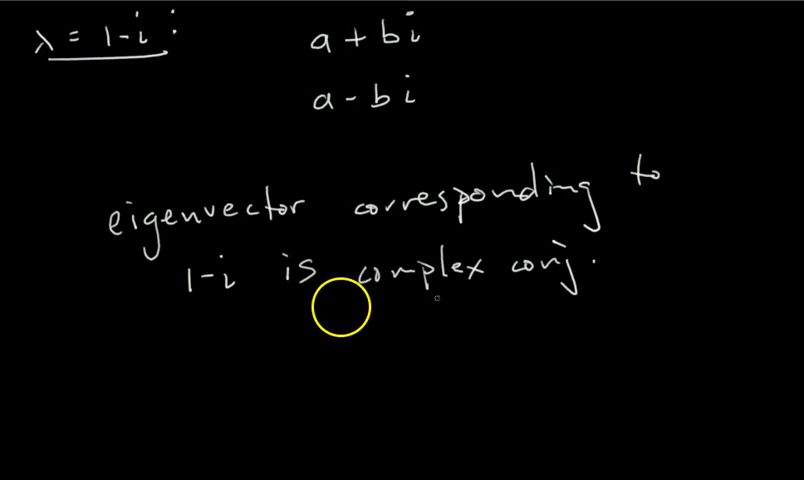 λ = 1-i :
a + bi
a - bi
eigenvector corresponding to
1-i is complex conj.